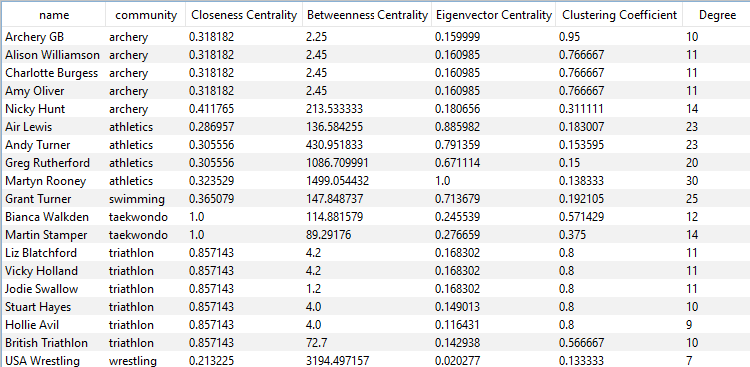 name community Closeness Centrality Betweenness Centrality Eigenvector Centrality Clustering Coefficient Degree
Archery GB archery 0.318182 2.25 0.159999 0.95 10
Alison Williamson archery 0.318182 2.45 0.160985 0.766667 11
Charlotte Burgess archery 0.318182 2.45 0.160985 0.766667 11
Amy Oliver archery 0.318182 2.45 0.160985 0.766667 11
Nicky Hunt archery 0.411765 213.533333 0.180656 0.311111 14
Air Lewis athletics 0.286957 136.584255 0.885982 0.183007 23
Andy Turner athletics 0.305556 430.951833 0.791359 0.153595 23
Greg Rutherford athletics 0.305556 1086.709991 0.671114 0.15 20
Martyn Rooney athletics 0.323529 1499.054432 1.0 0.138333 30
Grant Turner swimming 0.365079 147.848737 0.713679 0.192105 25
Bianca Walkden taekwondo 1.0 114.881579 0.245539 0.571429 12
Martin Stamper taekwondo 1.0 89.29176 0.276659 0.375 14
Liz Blatchford triathlon 0.857143 4.2 0.168302 0.8 11
Vicky Holland triathlon 0.857143 4.2 0.168302 0.8 11
Jodie Swallow triathlon 0.857143 1.2 0.168302 0.8 11
Stuart Hayes triathlon 0.857143 4.0 0.149013 0.8 10
Hollie Avil triathlon 0.857143 4.0 0.116431 0.8 9
British Triathlon triathlon 0.857143 72.7 0.142938 0.566667 10
USA Wrestling wrestling 0.213225 3194.497157 0.020277 0.133333 7